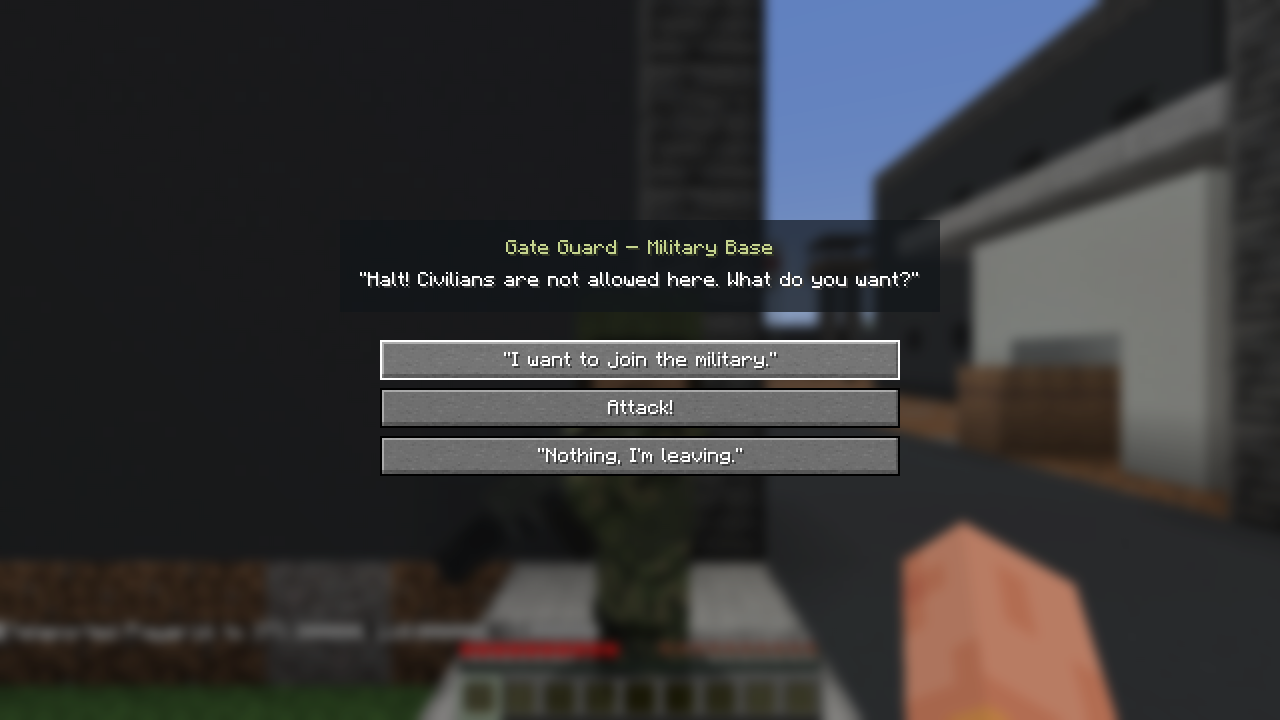 Gate Guard – Military Base
"Halt! Civilians are not allowed here. What do you want?"
"I want to join the military."
Attack!
"Nothing, I'm leaving."